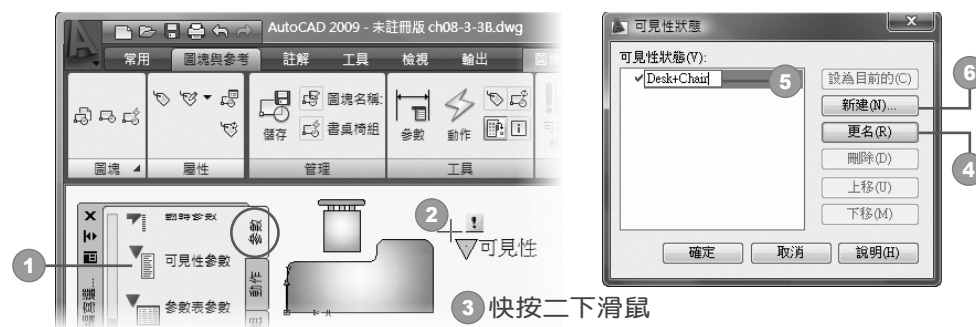 AutoCAD 2009 - 未註冊版 ch08-3-3B.dwg
常用 圖塊與參考 註解 工具 檢視 輸出
圖塊名稱:
儲存 書桌椅組 參數 動作
圖塊 屬性 管理 工具
參數
可見性參數
動作
參數表參數
1
2
可見性
3 快按二下滑鼠
可見性狀態
可見性狀態(V):
Desk+Chair
5
設為目前的(C)
新建(N)...
6
更名(R)
4
刪除(D)
上移(U)
下移(M)
確定 取消 說明(H)